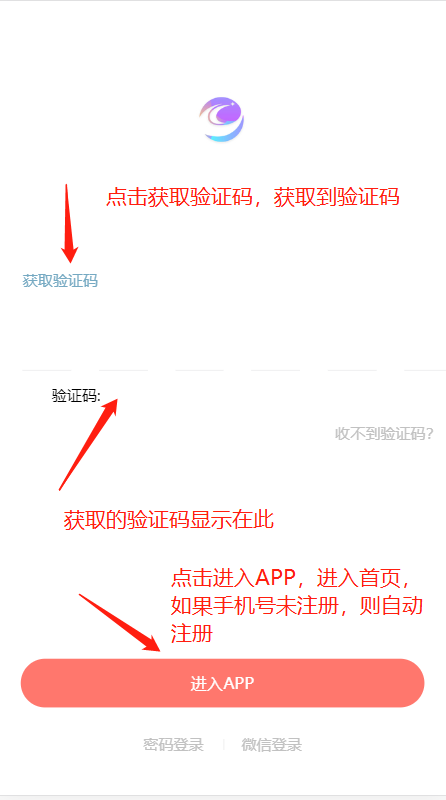 点击获取验证码，获取到验证码
获取验证码
验证码:
收不到验证码?
获取的验证码显示在此
点击进入APP，进入首页，
如果手机号未注册，则自动
注册
进入APP
密码登录
微信登录